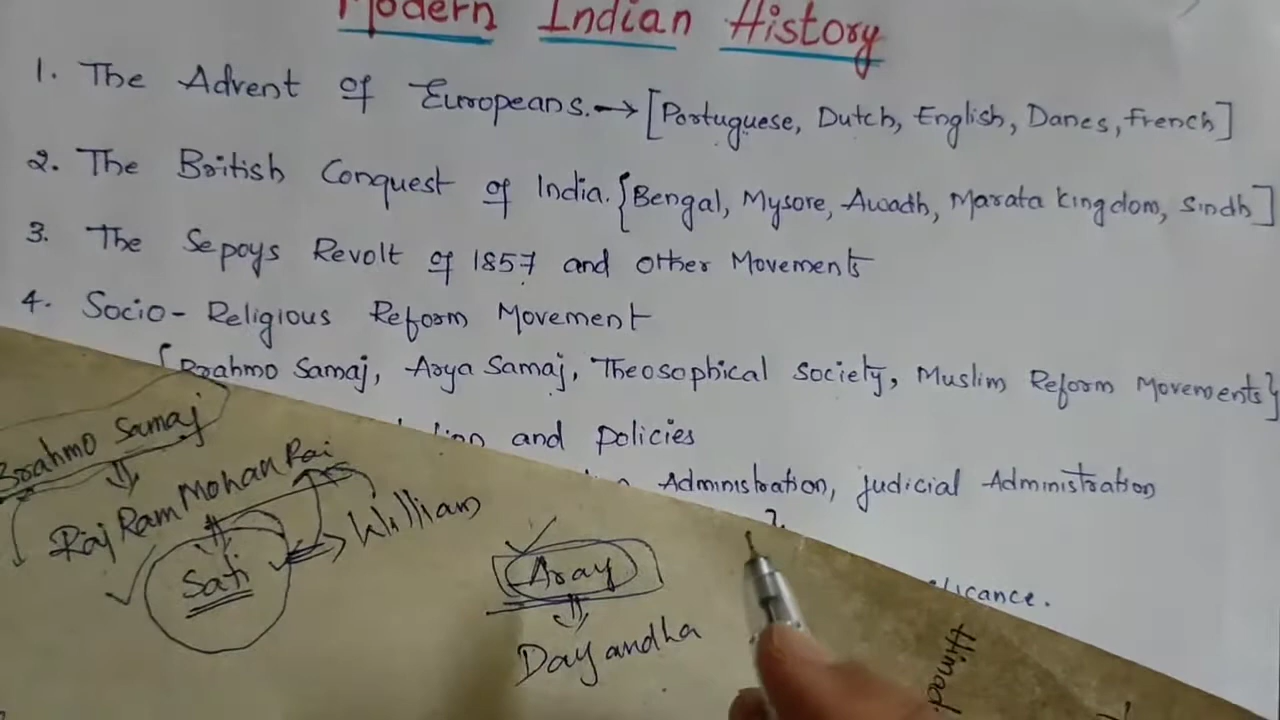 Modern Indian History
1. The Advent of Europeans. → [Portuguese, Dutch, English, Danes, French]
2. The British Conquest of India. {Bengal, Mysore, Awadh, Marata Kingdom, Sindh]
3. The Sepoys Revolt of 1857 and other Movements
4. Socio-Religious Reform Movement
{Brahmo Samaj, Arya Samaj, Theosophical society, Muslim Reform Movements}
and policies
Administration, judicial Administration
Brahmo Samaj
Raj Ram Mohan Rai
Sati
William
Aray
Dayandha
Himad